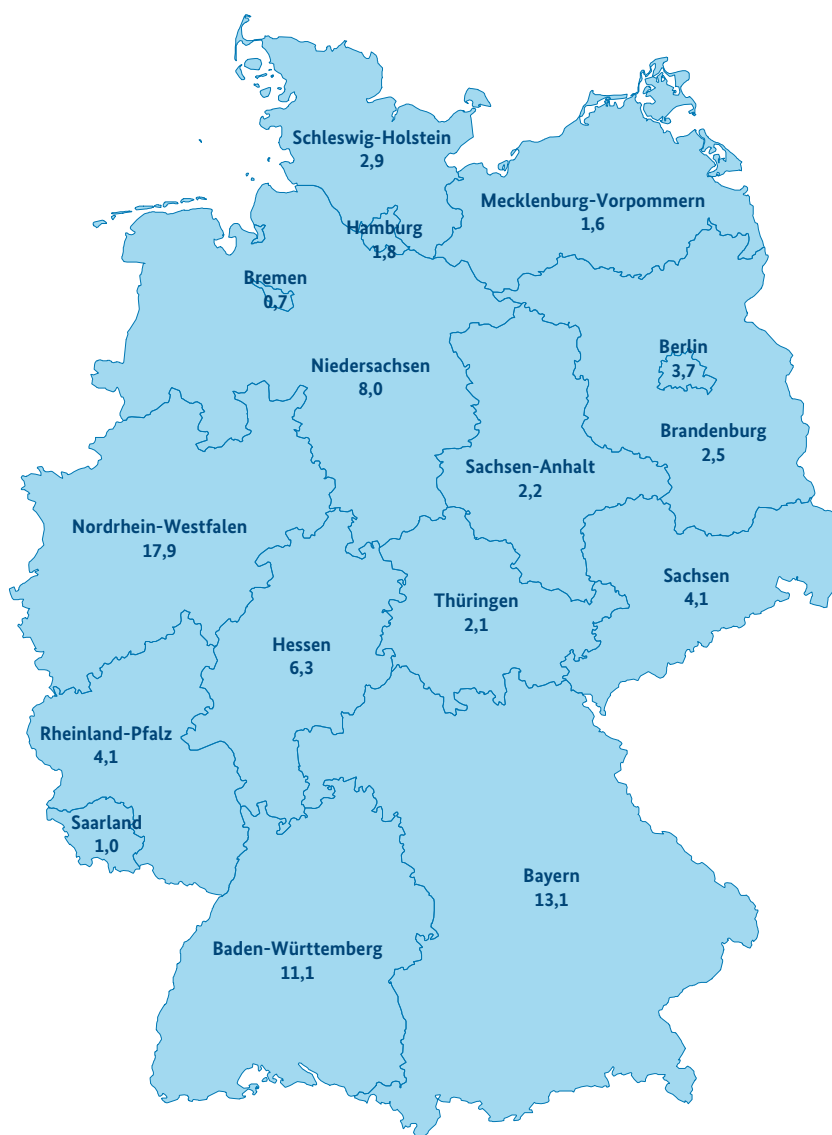 Schleswig-Holstein
2,9
Mecklenburg-Vorpommern
1,6
Hamburg
1,8
Bremen
0,7
Berlin
3,7
Niedersachsen
8,0
Brandenburg
2,5
Sachsen-Anhalt
2,2
Nordrhein-Westfalen
17,9
Sachsen
4,1
Thüringen
2,1
Hessen
6,3
Rheinland-Pfalz
4,1
Saarland
1,0
Bayern
13,1
Baden-Württemberg
11,1